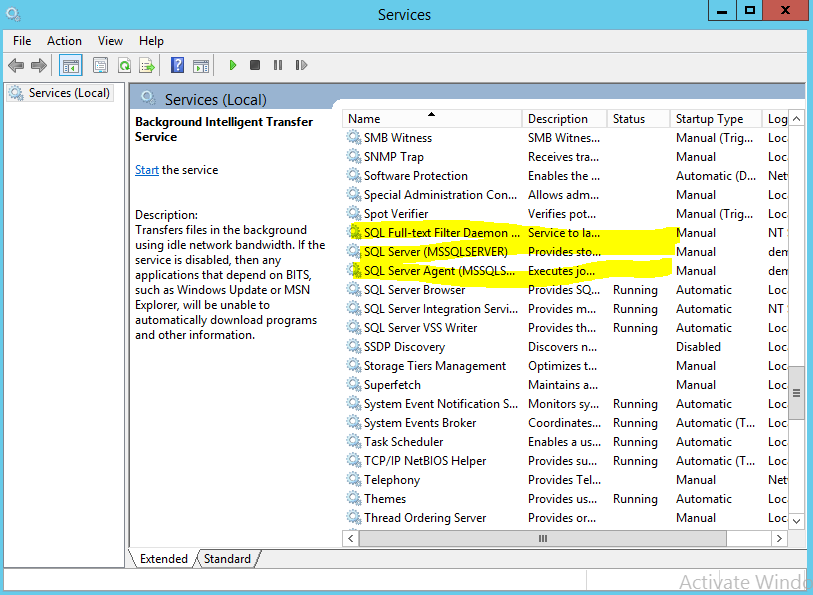 Services
File Action View Help
Services (Local)
Services (Local)
Background Intelligent Transfer
Service
Start the service
Description:
Transfers files in the background
using idle network bandwidth. If the
service is disabled, then any
applications that depend on BITS,
such as Windows Update or MSN
Explorer, will be unable to
automatically download programs
and other information.
Name Description Status Startup Type Log
SMB Witness SMB Witnes... Manual (Trig... Loc
SNMP Trap Receives tra... Manual Loc
Software Protection Enables the ... Automatic (D... Net
Special Administration Con... Allows adm... Manual Loc
Spot Verifier Verifies pot... Manual (Trig... Loc
SQL Full-text Filter Daemon ... Service to la... Manual NT
SQL Server (MSSQLSERVER) Provides sto... Manual dem
SQL Server Agent (MSSQLS... Executes jo... Manual dem
SQL Server Browser Provides SQ... Running Automatic Loc
SQL Server Integration Servi... Provides m... Running Automatic NT
SQL Server VSS Writer Provides th... Running Automatic Loc
SSDP Discovery Discovers n... Disabled Loc
Storage Tiers Management Optimizes t... Manual Loc
Superfetch Maintains a... Manual Loc
System Event Notification S... Monitors sy... Running Automatic Loc
System Events Broker Coordinates... Running Automatic (T... Loc
Task Scheduler Enables a us... Running Automatic Loc
TCP/IP NetBIOS Helper Provides su... Running Automatic (T... Loc
Telephony Provides Tel... Manual Net
Themes Provides us... Running Automatic Loc
Thread Ordering Server Provides or... Manual Loc
Extended Standard
Activate Windo